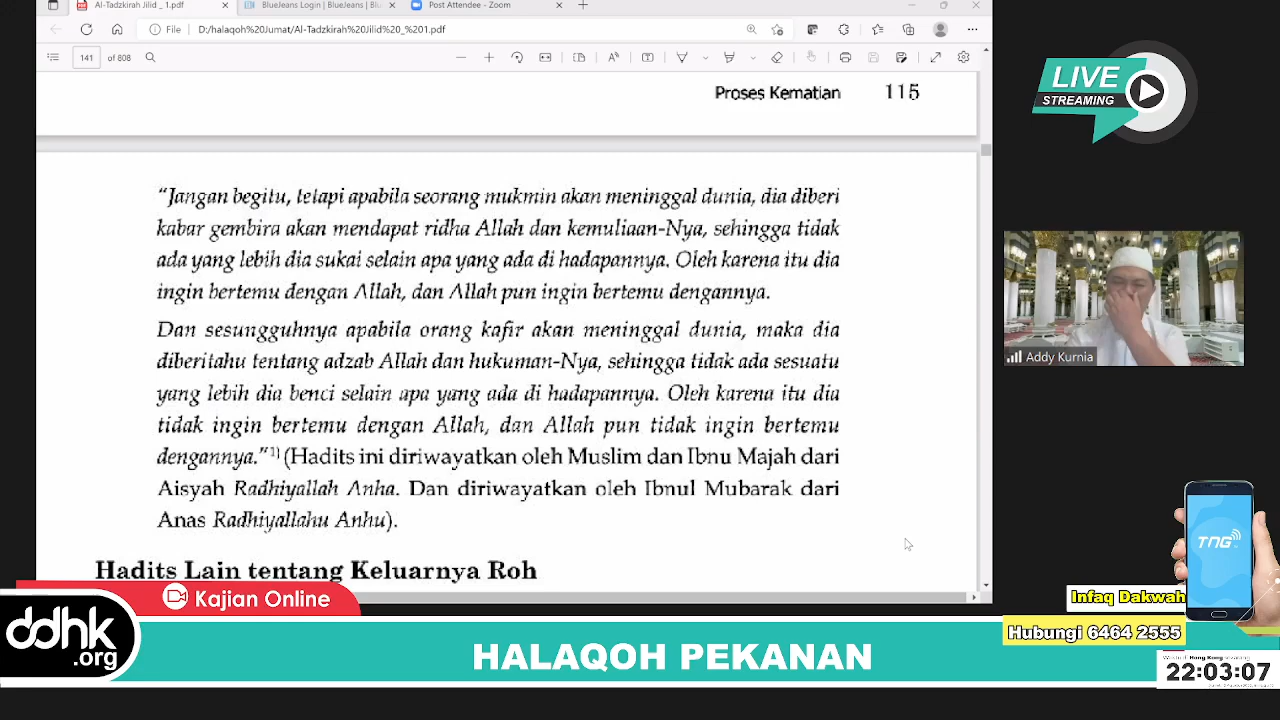 Al-Tadzkirah Jilid _ 1.pdf
BlueJeans Login | BlueJeans | Blu
Post Attendee - Zoom
File
D:/halaqoh%20Jumat/Al-Tadzkirah%20Jilid%20_%201.pdf
141 of 808
Proses Kematian 115
“Jangan begitu, tetapi apabila seorang mukmin akan meninggal dunia, dia diberi
kabar gembira akan mendapat ridha Allah dan kemuliaan-Nya, sehingga tidak
ada yang lebih dia sukai selain apa yang ada di hadapannya. Oleh karena itu dia
ingin bertemu dengan Allah, dan Allah pun ingin bertemu dengannya.
Dan sesungguhnya apabila orang kafir akan meninggal dunia, maka dia
diberitahu tentang adzab Allah dan hukuman-Nya, sehingga tidak ada sesuatu
yang lebih dia benci selain apa yang ada di hadapannya. Oleh karena itu dia
tidak ingin bertemu dengan Allah, dan Allah pun tidak ingin bertemu
dengannya.”¹⁾ (Hadits ini diriwayatkan oleh Muslim dan Ibnu Majah dari
Aisyah Radhiyallah Anha. Dan diriwayatkan oleh Ibnul Mubarak dari
Anas Radhiyallahu Anhu).
Hadits Lain tentang Keluarnya Roh
LIVE
STREAMING
Addy Kurnia
TNG
Infaq Dakwah
Hubungi 6464 2555
Kajian Online
ddhk
.org
HALAQOH PEKANAN
22:03:07